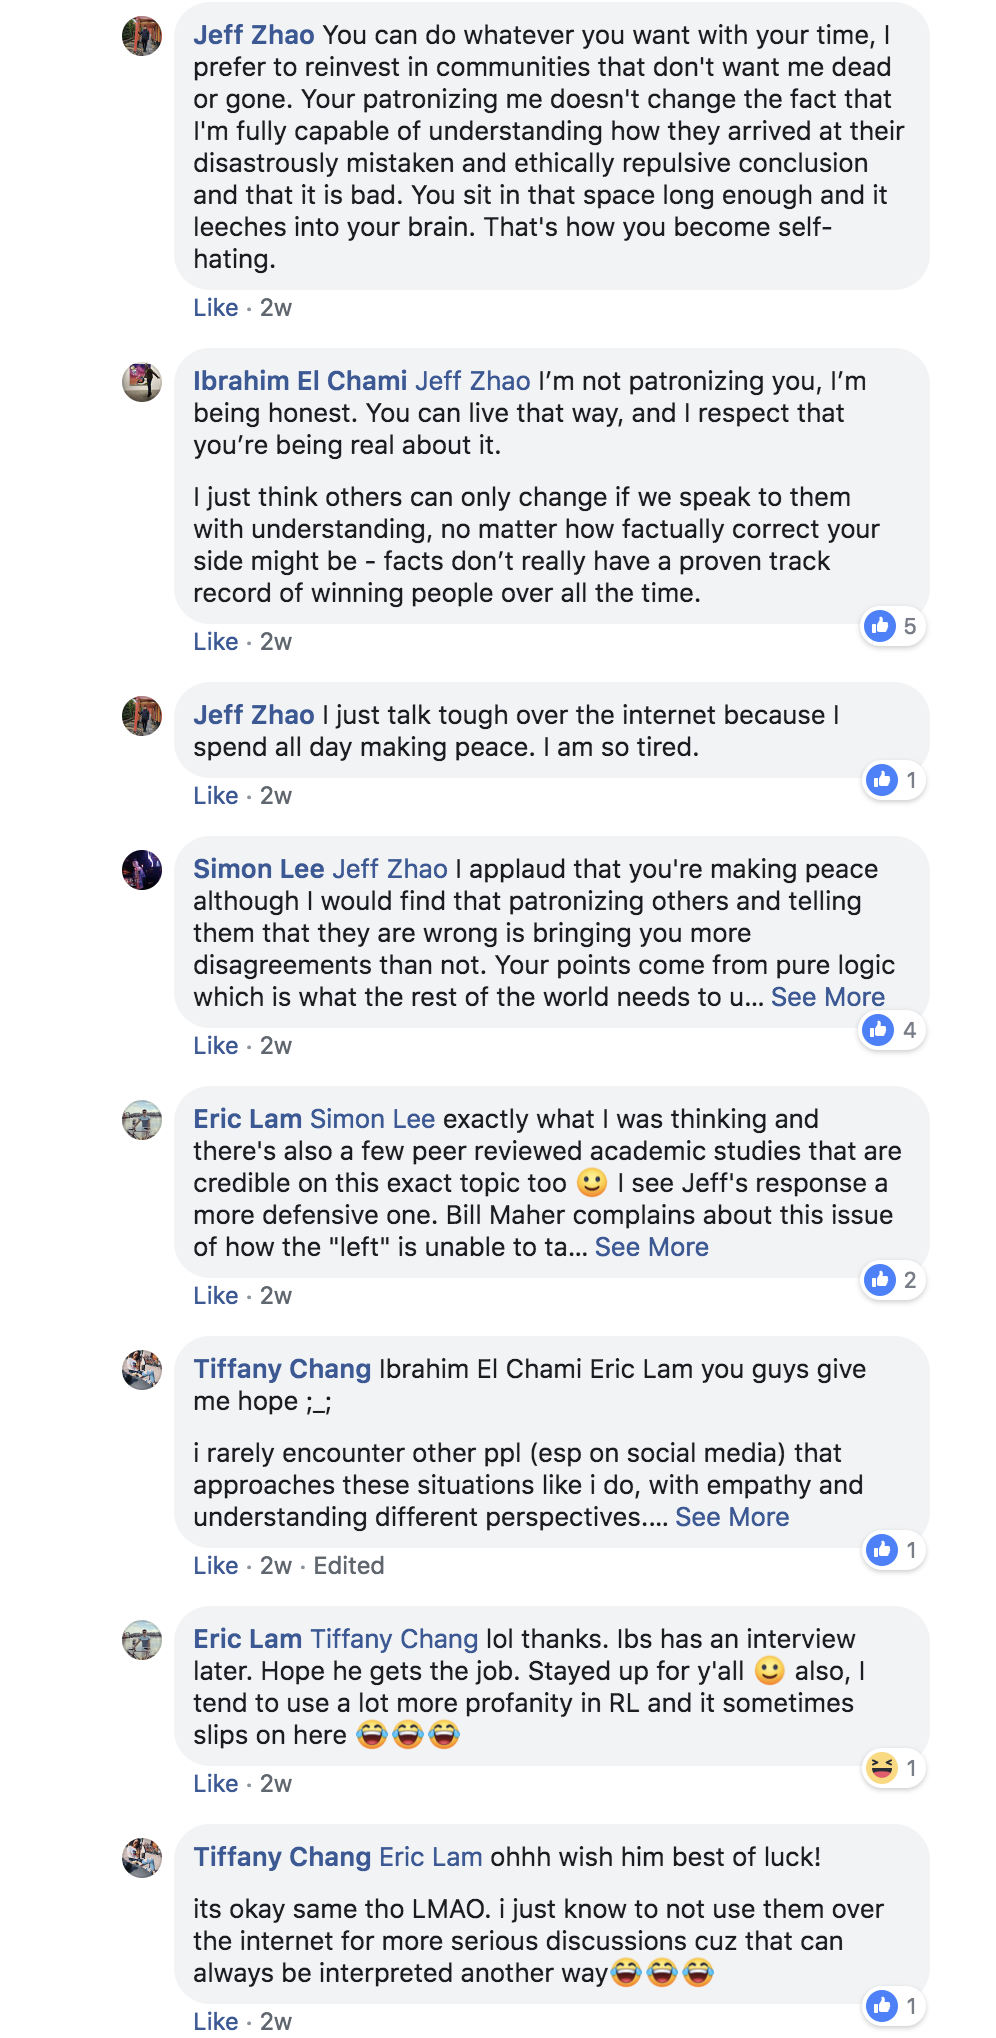 Jeff Zhao You can do whatever you want with your time, I
prefer to reinvest in communities that don't want me dead
or gone. Your patronizing me doesn't change the fact that
I'm fully capable of understanding how they arrived at their
disastrously mistaken and ethically repulsive conclusion
and that it is bad. You sit in that space long enough and it
leeches into your brain. That's how you become self-
hating.
Like · 2w
Ibrahim El Chami Jeff Zhao I’m not patronizing you, I’m
being honest. You can live that way, and I respect that
you’re being real about it.
I just think others can only change if we speak to them
with understanding, no matter how factually correct your
side might be - facts don’t really have a proven track
record of winning people over all the time.
5
Like · 2w
Jeff Zhao I just talk tough over the internet because I
spend all day making peace. I am so tired.
1
Like · 2w
Simon Lee Jeff Zhao I applaud that you're making peace
although I would find that patronizing others and telling
them that they are wrong is bringing you more
disagreements than not. Your points come from pure logic
which is what the rest of the world needs to u... See More
4
Like · 2w
Eric Lam Simon Lee exactly what I was thinking and
there's also a few peer reviewed academic studies that are
credible on this exact topic too 🙂 I see Jeff's response a
more defensive one. Bill Maher complains about this issue
of how the "left" is unable to ta... See More
2
Like · 2w
Tiffany Chang Ibrahim El Chami Eric Lam you guys give
me hope ;_;
i rarely encounter other ppl (esp on social media) that
approaches these situations like i do, with empathy and
understanding different perspectives.... See More
1
Like · 2w · Edited
Eric Lam Tiffany Chang lol thanks. Ibs has an interview
later. Hope he gets the job. Stayed up for y'all 🙂 also, I
tend to use a lot more profanity in RL and it sometimes
slips on here 😂😂😂
1
Like · 2w
Tiffany Chang Eric Lam ohhh wish him best of luck!
its okay same tho LMAO. i just know to not use them over
the internet for more serious discussions cuz that can
always be interpreted another way😂😂😂
1
Like · 2w